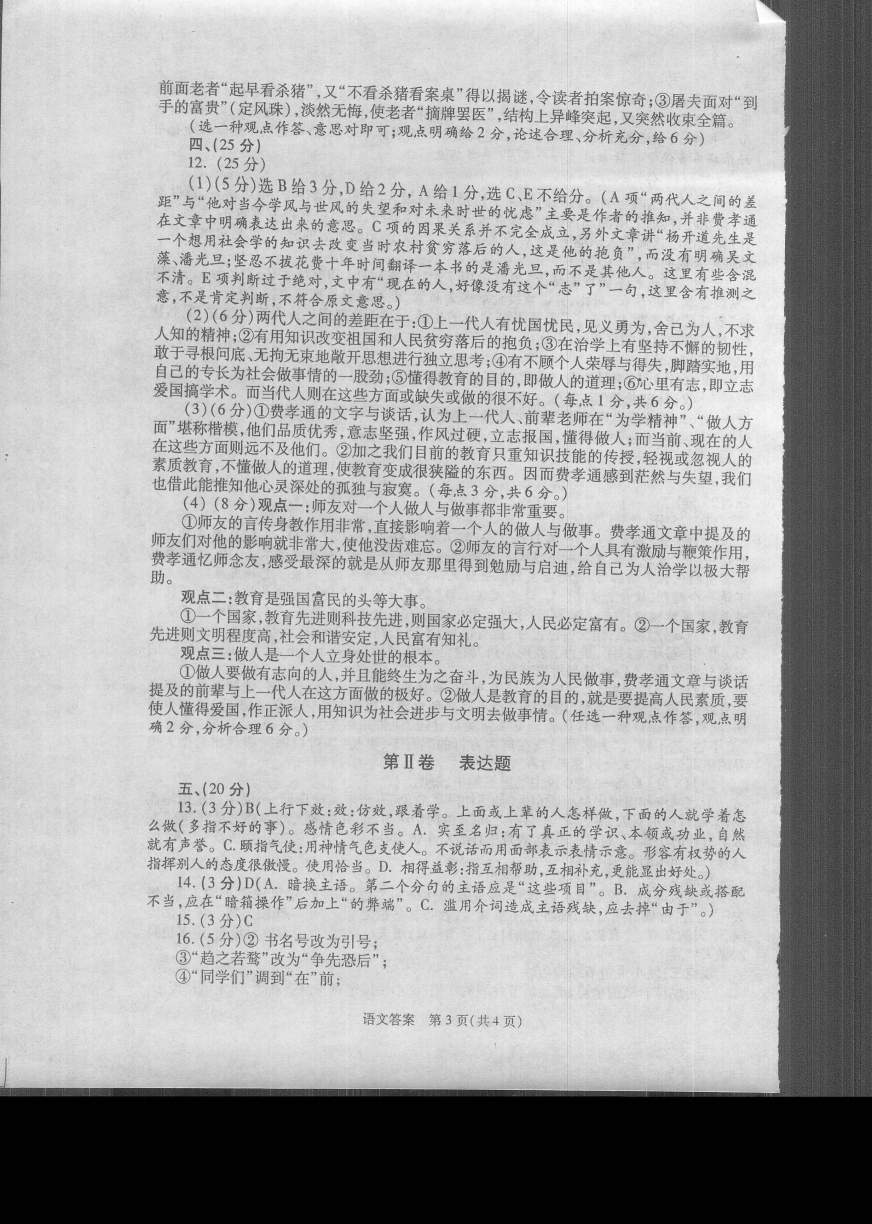 前面老者“起早看杀猪”,又“不看杀猪看案桌”得以揭谜,令读者拍案惊奇;③屠夫面对“到
手的富贵”(定风珠),淡然无悔,使老者“摘牌罢医”,结构上异峰突起,又突然收束全篇。
(选一种观点作答、意思对即可;观点明确给2分,论述合理、分析充分,给6分)
四、(25分)
12. (25分)
(1)(5分)选B给3分,D给2分, A给1分,选C、E不给分。(A项“两代人之间的差
距”与“他对当今学风与世风的失望和对未来时世的忧虑”主要是作者的推知,并非费孝通
在文章中明确表达出来的意思。C项的因果关系并不完全成立,另外文章讲“杨开道先生是
一个想用社会学的知识去改变当时农村贫穷落后的人,这是他的抱负”,而没有明确吴文
藻、潘光旦;坚忍不拔花费十年时间翻译一本书的是潘光旦,而不是其他人。这里有些含混
不清。E项判断过于绝对,文中有“现在的人,好像没有这个“志”了”一句,这里含有推测之
意,不是肯定判断,不符合原文意思。)
(2)(6分)两代人之间的差距在于:①上一代人有忧国忧民,见义勇为,舍己为人,不求
人知的精神;②有用知识改变祖国和人民贫穷落后的抱负;③在治学上有坚持不懈的韧性,
敢于寻根问底、无拘无束地敞开思想进行独立思考;④有不顾个人荣辱与得失,脚踏实地,用
自己的专长为社会做事情的一股劲;⑤懂得教育的目的,即做人的道理;⑥心里有志,即立志
爱国搞学术。而当代人则在这些方面或缺失或做的很不好。(每点1分,共6分。)
(3)(6分)①费孝通的文字与谈话,认为上一代人、前辈老师在“为学精神”、“做人方
面”堪称楷模,他们品质优秀,意志坚强,作风过硬,立志报国,懂得做人;而当前、现在的人
在这些方面则远不及他们。②加之我们目前的教育只重知识技能的传授,轻视或忽视人的
素质教育,不懂做人的道理,使教育变成很狭隘的东西。因而费孝通感到茫然与失望,我们
也借此能推知他心灵深处的孤独与寂寞。(每点3分,共6分。)
(4) (8分)观点一:师友对一个人做人与做事都非常重要。
①师友的言传身教作用非常,直接影响着一个人的做人与做事。费孝通文章中提及的
师友们对他的影响就非常大,使他没齿难忘。②师友的言行对一个人具有激励与鞭策作用,
费孝通忆师念友,感受最深的就是从师友那里得到勉励与启迪,给自己为人治学以极大帮
助。
观点二:教育是强国富民的头等大事。
①一个国家,教育先进则科技先进,则国家必定强大,人民必定富有。②一个国家,教育
先进则文明程度高,社会和谐安定,人民富有知礼。
观点三:做人是一个人立身处世的根本。
①做人要做有志向的人,并且能终生为之奋斗,为民族为人民做事,费孝通文章与谈话
提及的前辈与上一代人在这方面做的极好。②做人是教育的目的,就是要提高人民素质,要
使人懂得爱国,作正派人,用知识为社会进步与文明去做事情。(任选一种观点作答,观点明
确2分,分析合理6分。)
第Ⅱ卷 表达题
五、(20分)
13. (3分)B(上行下效:效:仿效,跟着学。上面或上辈的人怎样做,下面的人就学着怎
么做(多指不好的事)。感情色彩不当。A. 实至名归:有了真正的学识、本领或功业,自然
就有声誉。C. 颐指气使:用神情气色支使人。不说话而用面部表示表情示意。形容有权势的人
指挥别人的态度很傲慢。使用恰当。D. 相得益彰:指互相帮助,互相补充,更能显出好处。)
14. (3分)D(A. 暗换主语。第二个分句的主语应是“这些项目”。B. 成分残缺或搭配
不当,应在“暗箱操作”后加上“的弊端”。C. 滥用介词造成主语残缺,应去掉“由于”。)
15. (3分)C
16. (5分)② 书名号改为引号;
③“趋之若鹜”改为“争先恐后”;
④“同学们”调到“在”前;
语文答案 第3页(共4页)